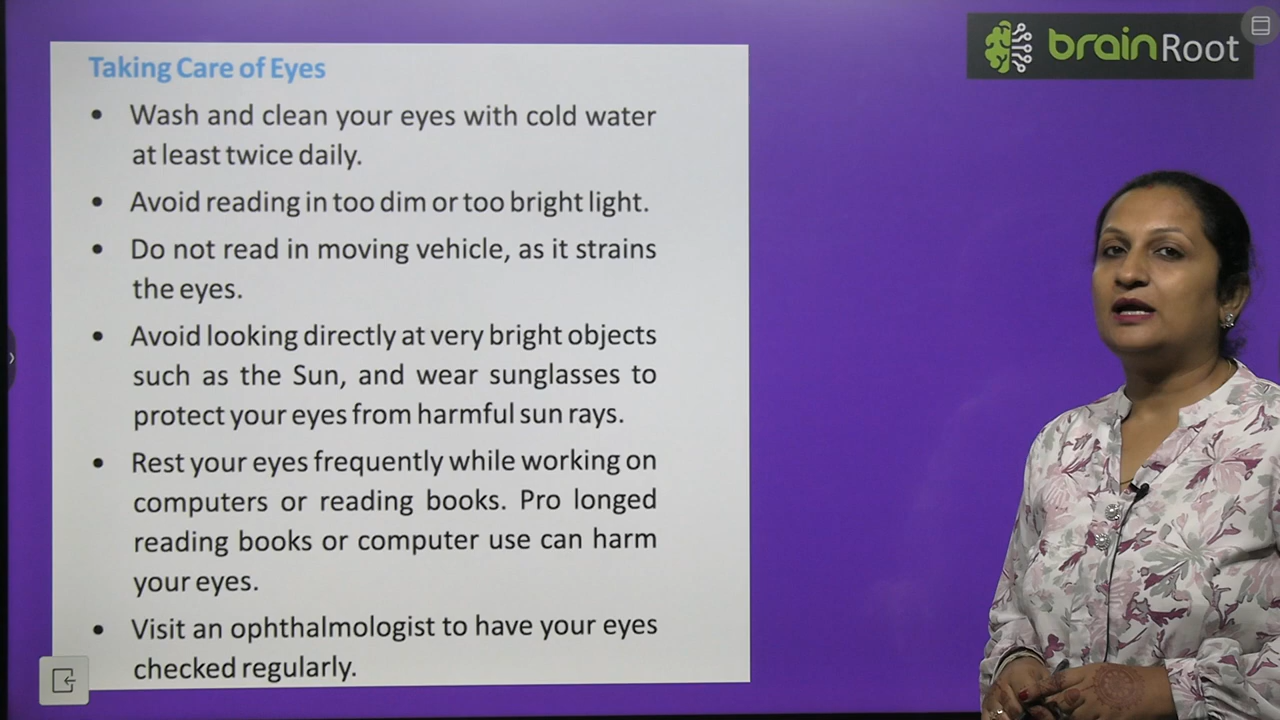 brainRoot
Taking Care of Eyes
• Wash and clean your eyes with cold water
at least twice daily.
• Avoid reading in too dim or too bright light.
• Do not read in moving vehicle, as it strains
the eyes.
• Avoid looking directly at very bright objects
such as the Sun, and wear sunglasses to
protect your eyes from harmful sun rays.
• Rest your eyes frequently while working on
computers or reading books. Pro longed
reading books or computer use can harm
your eyes.
• Visit an ophthalmologist to have your eyes
checked regularly.